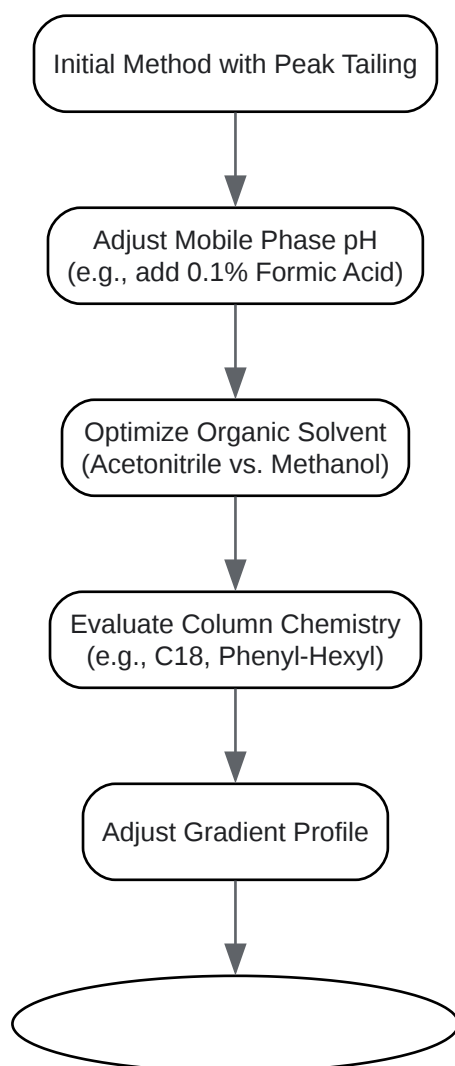 Initial Method with Peak Tailing
Adjust Mobile Phase pH
(e.g., add 0.1% Formic Acid)
Optimize Organic Solvent
(Acetonitrile vs. Methanol)
Evaluate Column Chemistry
(e.g., C18, Phenyl-Hexyl)
Adjust Gradient Profile